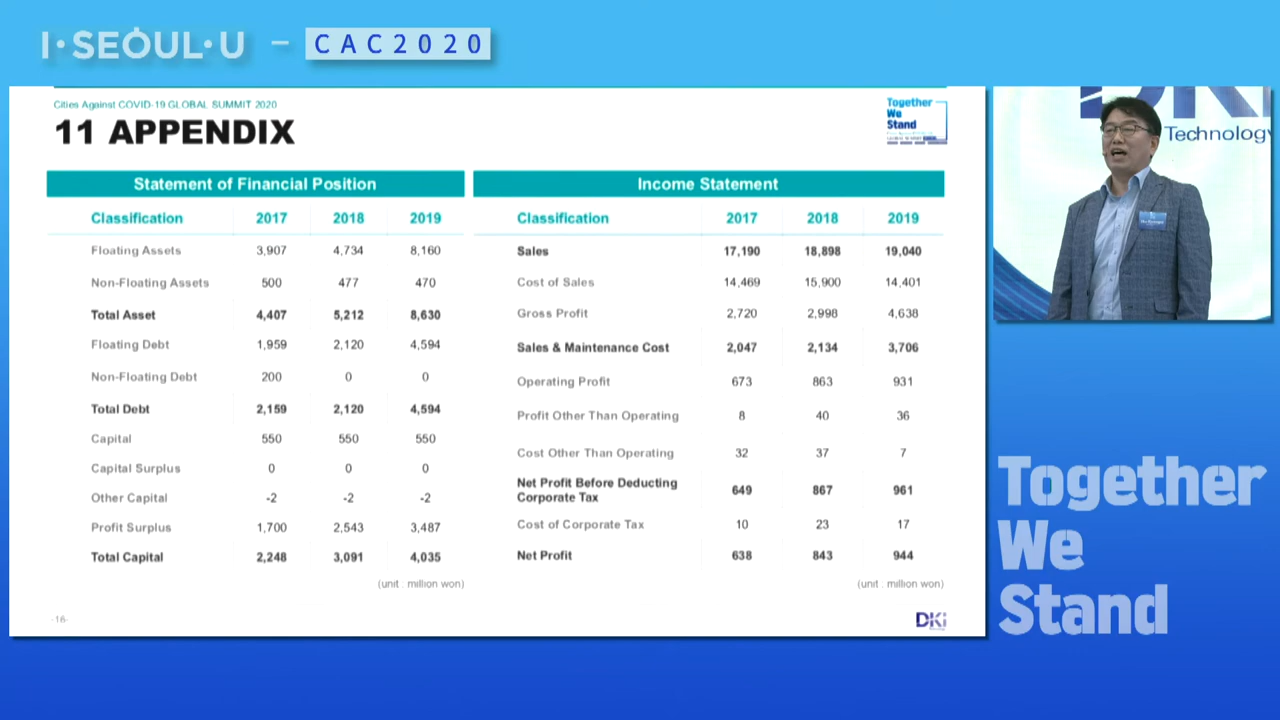 I·SEOUL·U – CAC2020
Cities Against COVID-19 GLOBAL SUMMIT 2020
11 APPENDIX
Together
We
Stand
DKi
Technology
Statement of Financial Position
Classification 2017 2018 2019
Floating Assets 3,907 4,734 8,160
Non-Floating Assets 500 477 470
Total Asset 4,407 5,212 8,630
Floating Debt 1,959 2,120 4,594
Non-Floating Debt 200 0 0
Total Debt 2,159 2,120 4,594
Capital 550 550 550
Capital Surplus 0 0 0
Other Capital -2 -2 -2
Profit Surplus 1,700 2,543 3,487
Total Capital 2,248 3,091 4,035
(unit : million won)
Income Statement
Classification 2017 2018 2019
Sales 17,190 18,898 19,040
Cost of Sales 14,469 15,900 14,401
Gross Profit 2,720 2,998 4,638
Sales & Maintenance Cost 2,047 2,134 3,706
Operating Profit 673 863 931
Profit Other Than Operating 8 40 36
Cost Other Than Operating 32 37 7
Net Profit Before Deducting
Corporate Tax 649 867 961
Cost of Corporate Tax 10 23 17
Net Profit 638 843 944
(unit : million won)
-16-
DKi
Together
We
Stand